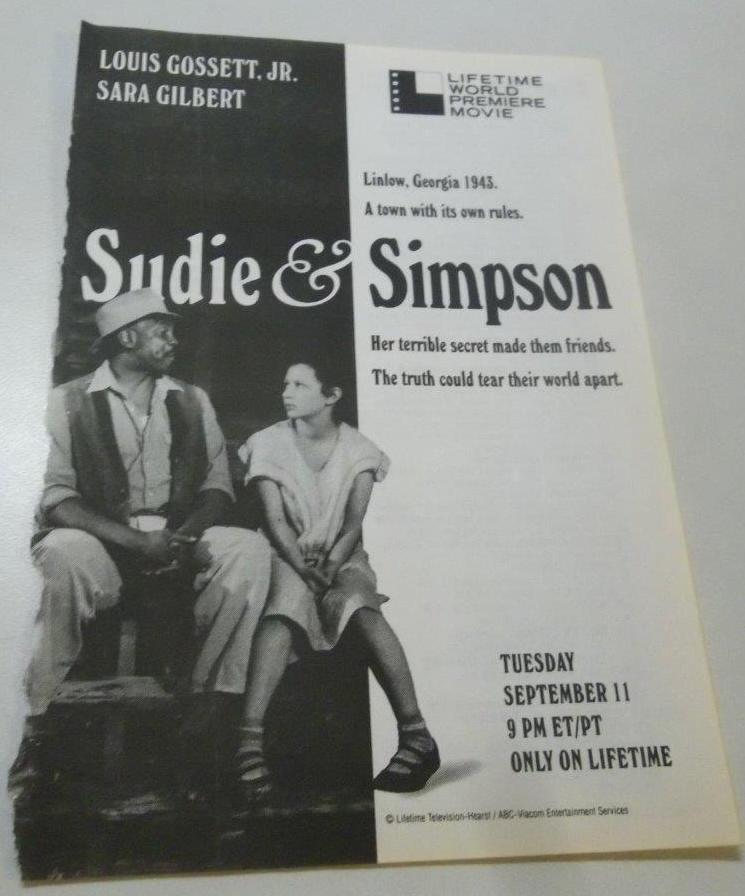 LOUIS GOSSETT, JR.
SARA GILBERT
LIFETIME
WORLD
PREMIERE
MOVIE
Linlow, Georgia 1943.
A town with its own rules.
Sudie & Simpson
Her terrible secret made them friends.
The truth could tear their world apart.
TUESDAY
SEPTEMBER 11
9 PM ET/PT
ONLY ON LIFETIME
© Lifetime Television-Hearst / ABC-Viacom Entertainment Services